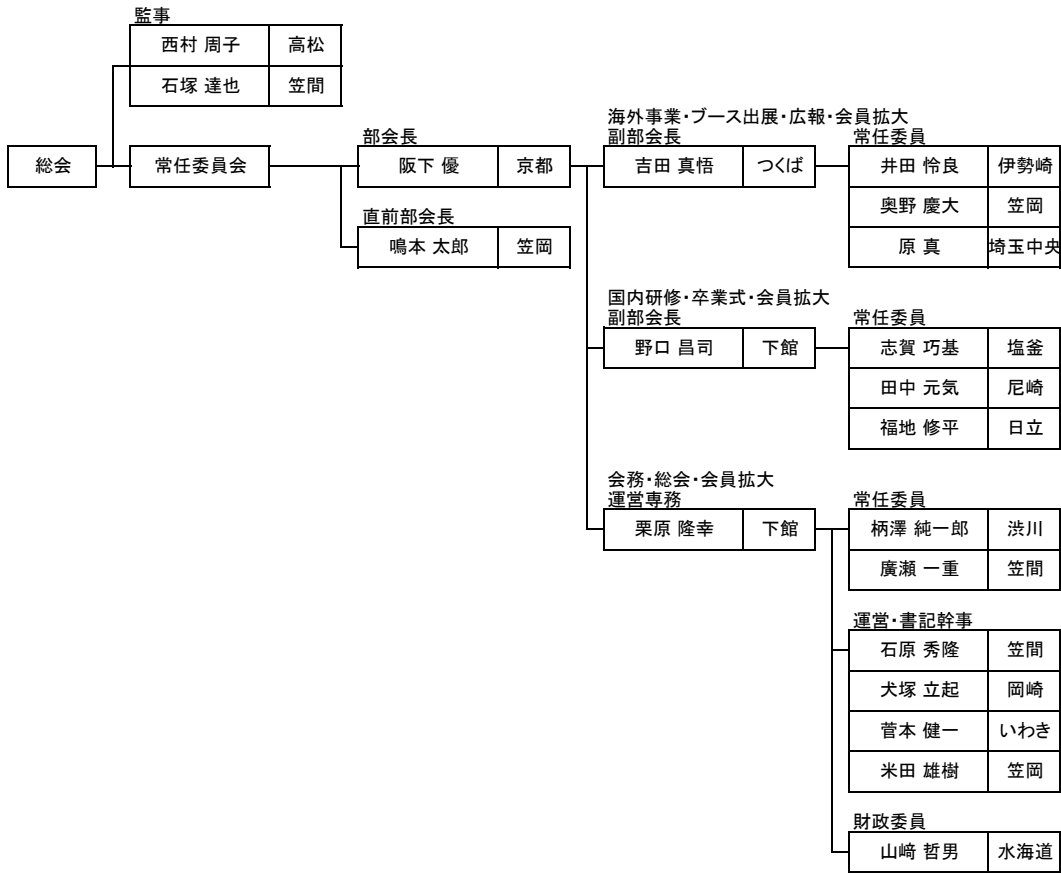 監事
西村 周子 高松
石塚 達也 笠間
総会
常任委員会
部会長
阪下 優 京都
直前部会長
鳴本 太郎 笠岡
海外事業・ブース出展・広報・会員拡大
副部会長
吉田 真悟 つくば
常任委員
井田 怜良 伊勢崎
奥野 慶大 笠岡
原 真 埼玉中央
国内研修・卒業式・会員拡大
副部会長
野口 昌司 下館
常任委員
志賀 巧基 塩釜
田中 元気 尼崎
福地 修平 日立
会務・総会・会員拡大
運営専務
栗原 隆幸 下館
常任委員
柄澤 純一郎 渋川
廣瀬 一重 笠間
運営・書記幹事
石原 秀隆 笠間
犬塚 立起 岡崎
菅本 健一 いわき
米田 雄樹 笠岡
財政委員
山﨑 哲男 水海道